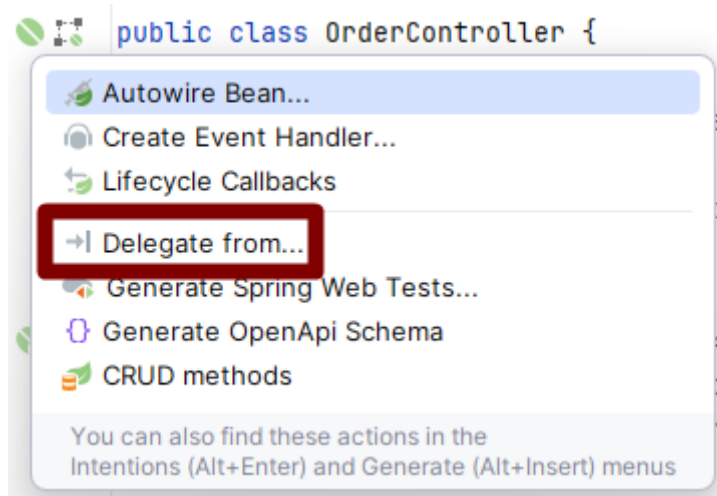 public class OrderController {
Autowire Bean...
Create Event Handler...
Lifecycle Callbacks
Delegate from...
Generate Spring Web Tests...
Generate OpenApi Schema
CRUD methods
You can also find these actions in the
Intentions (Alt+Enter) and Generate (Alt+Insert) menus